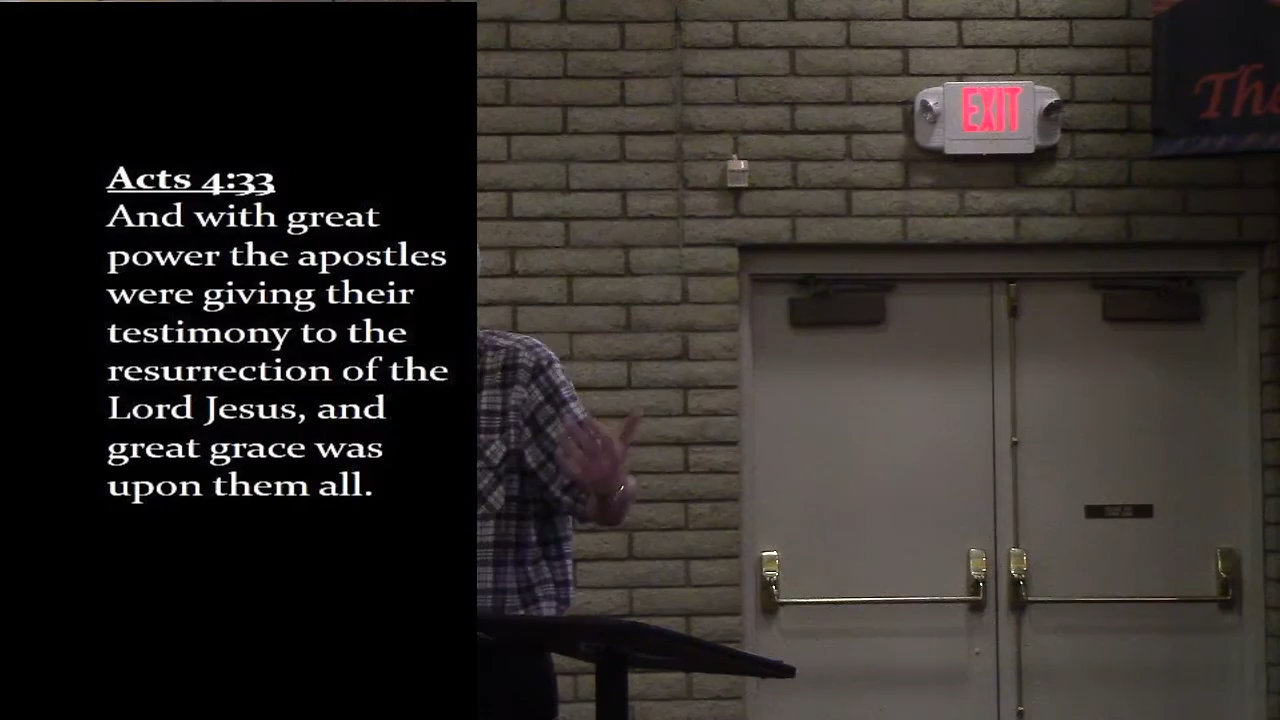 Acts 4:33
And with great
power the apostles
were giving their
testimony to the
resurrection of the
Lord Jesus, and
great grace was
upon them all.
EXIT